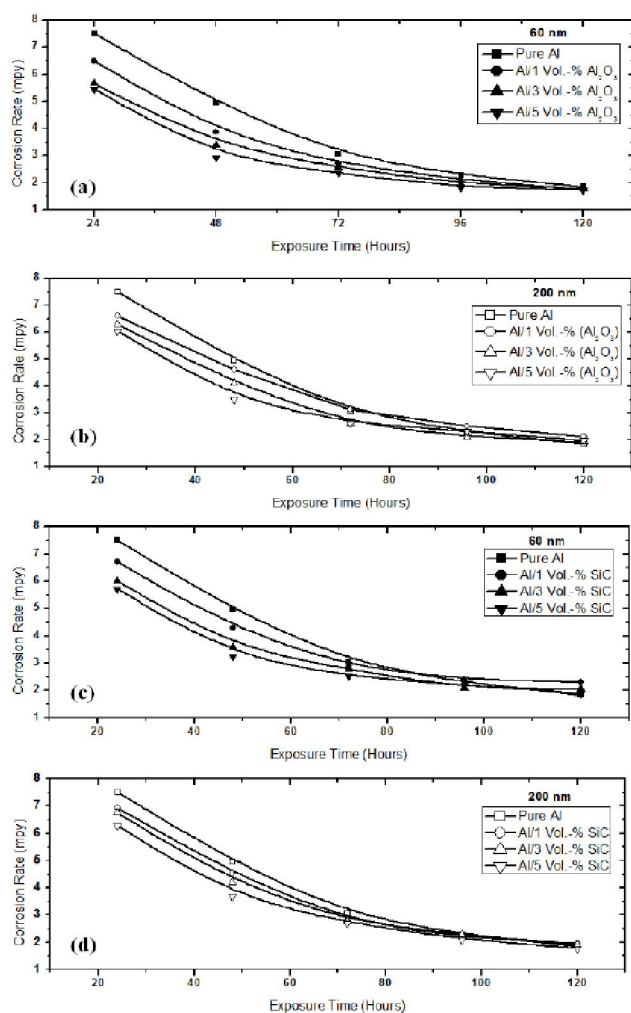 8
7
6
5
4
3
2
1
Corrosion Rate (mpy)
60 nm
Pure Al
Al/1 Vol.-% Al₂O₃
Al/3 Vol.-% Al₂O₃
Al/5 Vol.-% Al₂O₃
(a)
24 48 72 96 120
Exposure Time (Hours)
8
7
6
5
4
3
2
1
Corrosion Rate (mpy)
200 nm
Pure Al
Al/1 Vol.-% (Al₂O₃)
Al/3 Vol.-% (Al₂O₃)
Al/5 Vol.-% (Al₂O₃)
(b)
20 40 60 80 100 120
Exposure Time (Hours)
8
7
6
5
4
3
2
1
Corrosion Rate (mpy)
60 nm
Pure Al
Al/1 Vol.-% SiC
Al/3 Vol.-% SiC
Al/5 Vol.-% SiC
(c)
20 40 60 80 100 120
Exposure Time (Hours)
8
7
6
5
4
3
2
1
Corrosion Rate (mpy)
200 nm
Pure Al
Al/1 Vol.-% SiC
Al/3 Vol.-% SiC
Al/5 Vol.-% SiC
(d)
20 40 60 80 100 120
Exposure Time (Hours)